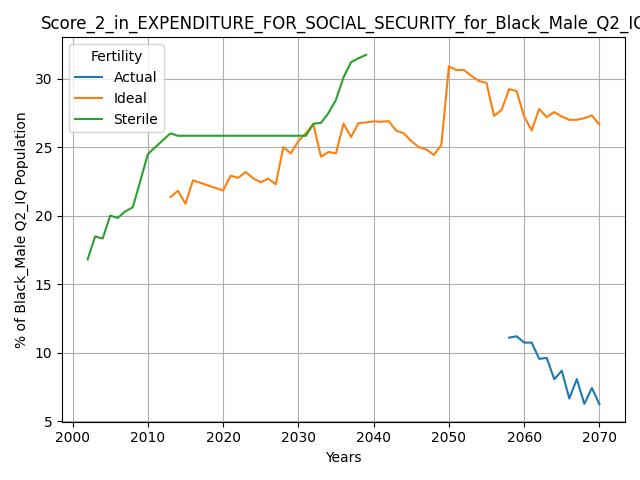 Score_2_in_EXPENDITURE_FOR_SOCIAL_SECURITY_for_Black_Male_Q2_IQ
Fertility
Actual
Ideal
Sterile
% of Black_Male Q2_IQ Population
30
25
20
15
10
5
2000 2010 2020 2030 2040 2050 2060 2070
Years